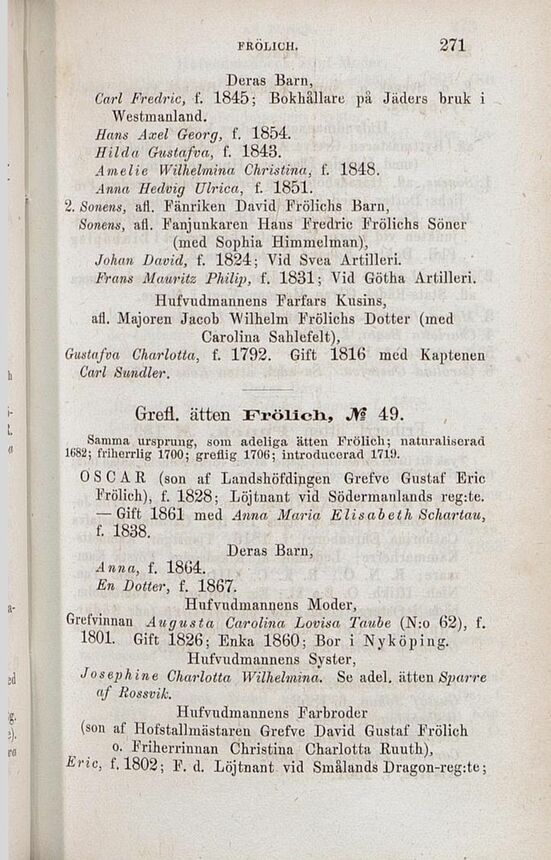 FRÖLICH. 271
Deras Barn,
Carl Fredric, f. 1845; Bokhållare på Jäders bruk i
Westmanland.
Hans Axel Georg, f. 1854.
Hilda Gustafva, f. 1843.
Amelie Wilhelmina Christina, f. 1848.
Anna Hedvig Ulrica, f. 1851.
2. Sonens, afl. Fänriken David Frölichs Barn,
Sonens, afl. Fanjunkaren Hans Fredric Frölichs Söner
(med Sophia Himmelman),
Johan David, f. 1824; Vid Svea Artilleri.
Frans Mauritz Philip, f. 1831; Vid Götha Artilleri.
Hufvudmannens Farfars Kusins,
afl. Majoren Jacob Wilhelm Frölichs Dotter (med
Carolina Sahlefelt),
Gustafva Charlotta, f. 1792. Gift 1816 med Kaptenen
Carl Sundler.
Grefl. ätten Frölich, № 49.
Samma ursprung, som adeliga ätten Frölich; naturaliserad
1682; friherrlig 1700; greflig 1706; introducerad 1719.
OSCAR (son af Landshöfdingen Grefve Gustaf Eric
Frölich), f. 1828; Löjtnant vid Södermanlands reg:te.
— Gift 1861 med Anna Maria Elisabeth Schartau,
f. 1838.
Deras Barn,
Anna, f. 1864.
En Dotter, f. 1867.
Hufvudmannens Moder,
Grefvinnan Augusta Carolina Lovisa Taube (N:o 62), f.
1801. Gift 1826; Enka 1860; Bor i Nyköping.
Hufvudmannens Syster,
Josephine Charlotta Wilhelmina. Se adel. ätten Sparre
af Rossvik.
Hufvudmannens Farbroder
(son af Hofstallmästaren Grefve David Gustaf Frölich
o. Friherrinnan Christina Charlotta Ruuth),
Eric, f. 1802; F. d. Löjtnant vid Smålands Dragon-reg:te;